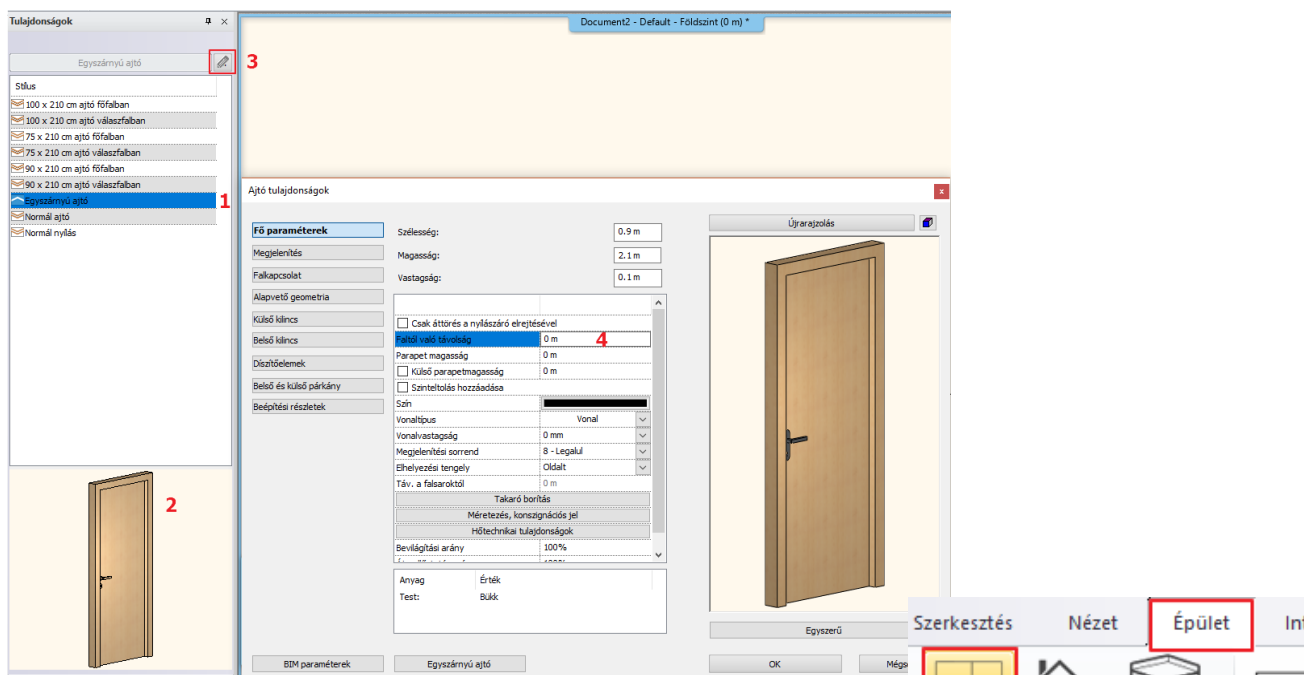 Tulajdonságok
Egyszárnyú ajtó
3
Stílus
100 x 210 cm ajtó főfalban
100 x 210 cm ajtó válaszfalban
75 x 210 cm ajtó főfalban
75 x 210 cm ajtó válaszfalban
90 x 210 cm ajtó főfalban
90 x 210 cm ajtó válaszfalban
Egyszárnyú ajtó
1
Normál ajtó
Normál nyílás
2
Document2 - Default - Földszint (0 m) *
Ajtó tulajdonságok
x
Fő paraméterek
Megjelenítés
Falkapcsolat
Alapvető geometria
Külső kilincs
Belső kilincs
Díszítőelemek
Belső és külső párkány
Beépítési részletek
BIM paraméterek
Szélesség: 0.9 m
Magasság: 2.1 m
Vastagság: 0.1 m
Csak áttörés a nyílászáró elrejtésével
Faltól való távolság 0 m 4
Parapet magasság 0 m
Külső parapetmagasság 0 m
Szinteltolás hozzáadása
Szín
Vonaltípus Vonal
Vonalvastagság 0 mm
Megjelenítési sorrend 8 - Legalul
Elhelyezési tengely Oldalt
Táv. a falsaroktól 0 m
Takaró borítás
Méretezés, konszignációs jel
Hőtechnikai tulajdonságok
Bevilágítási arány 100%
Anyag Érték
Test: Bükk
Egyszárnyú ajtó
Újrarajzolás
Egyszerű
OK
Szerkesztés Nézet Épület